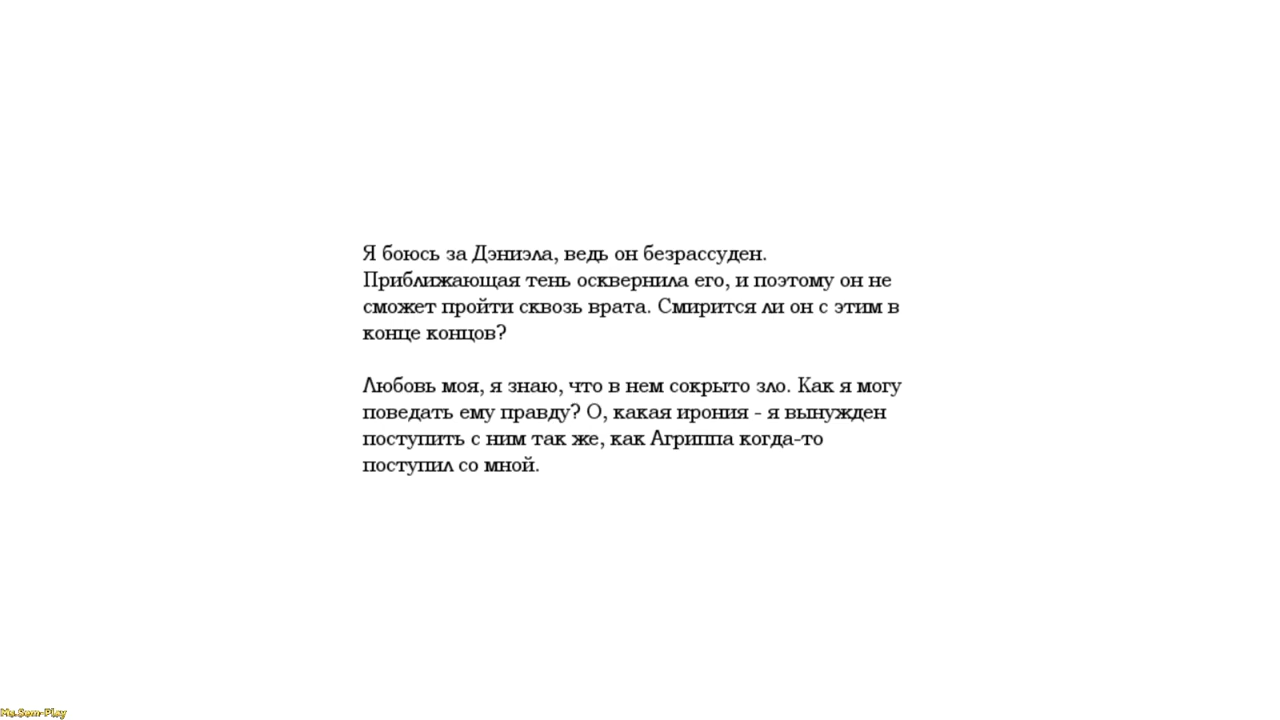 Я боюсь за Дэниэла, ведь он безрассуден.
Приближающая тень осквернила его, и поэтому он не
сможет пройти сквозь врата. Смирится ли он с этим в
конце концов?
Любовь моя, я знаю, что в нем сокрыто зло. Как я могу
поведать ему правду? О, какая ирония - я вынужден
поступить с ним так же, как Агриппа когда-то
поступил со мной.
Ms.Sam-Play